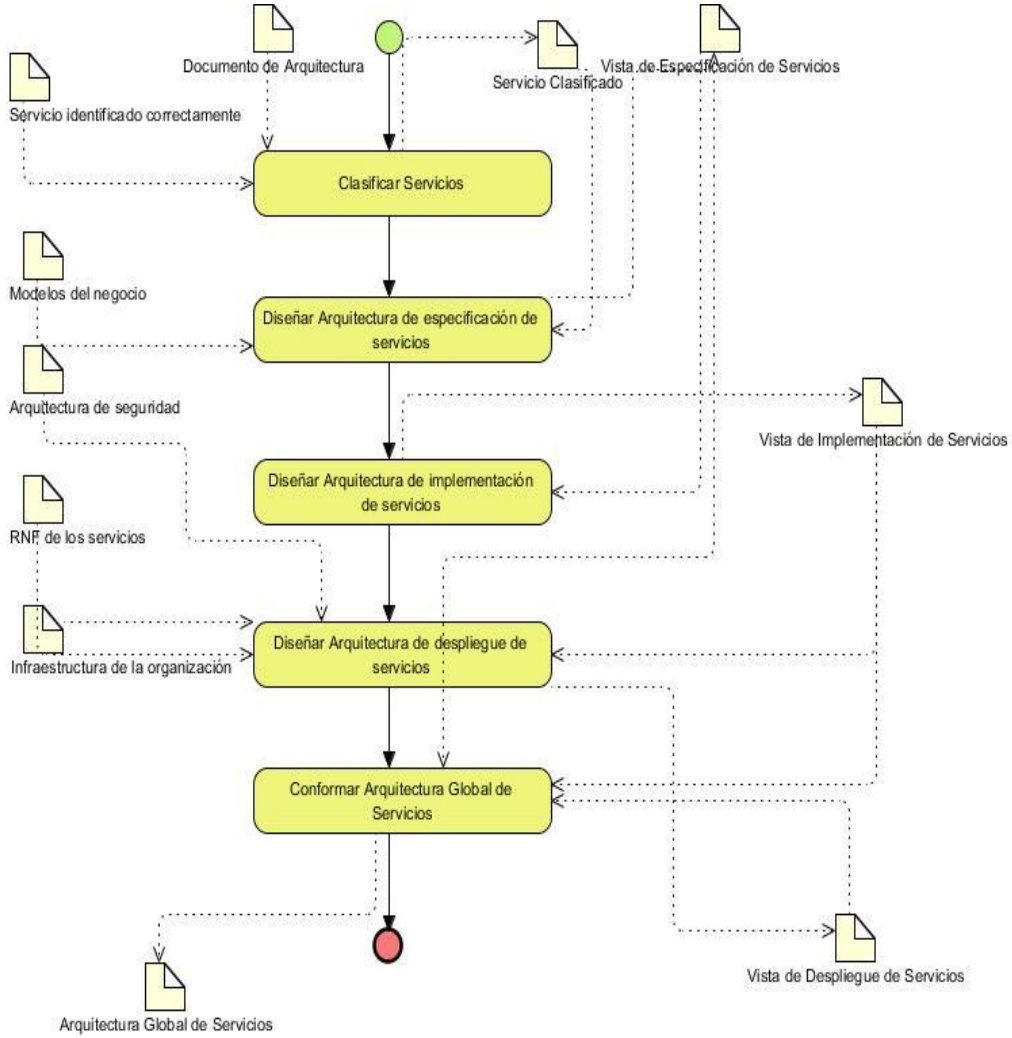 Documento de Arquitectura
Servicio Clasificado
Vista de Especificación de Servicios
Servicio identificado correctamente
Clasificar Servicios
Modelos del negocio
Diseñar Arquitectura de especificación de
servicios
Arquitectura de seguridad
Vista de Implementación de Servicios
Diseñar Arquitectura de implementación
de servicios
RNF de los servicios
Diseñar Arquitectura de despliegue de
servicios
Infraestructura de la organización
Conformar Arquitectura Global de
Servicios
Vista de Despliegue de Servicios
Arquitectura Global de Servicios